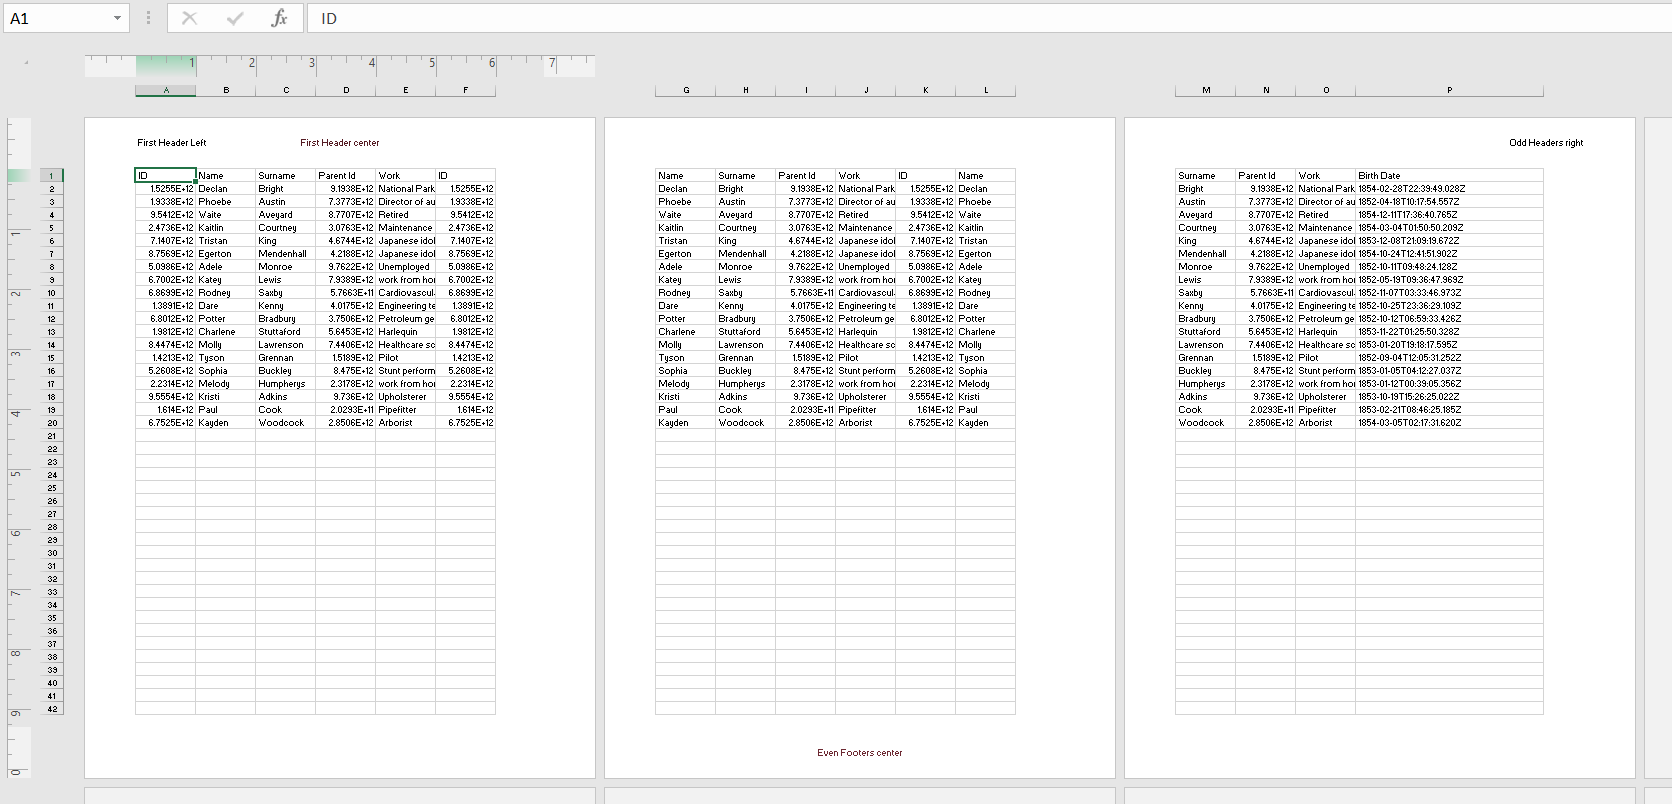 A1 ID
1 2 3 4 5 6 7
A B C D E F G H I J K L M N O P
First Header Left First Header center Odd Headers right
1 ID Name Surname Parent Id Work ID Name Surname Parent Id Work ID Name Surname Parent Id Work Birth Date
2 1.5255E+12 Declan Bright 9.1938E+12 National Park 1.5255E+12 Declan Bright 9.1938E+12 National Park 1.5255E+12 Declan Bright 9.1938E+12 National Park 1854-02-28T22:39:49.028Z
3 1.9338E+12 Phoebe Austin 7.3773E+12 Director of au 1.9338E+12 Phoebe Austin 7.3773E+12 Director of au 1.9338E+12 Phoebe Austin 7.3773E+12 Director of au 1852-04-18T10:17:54.557Z
4 9.5412E+12 Waite Aveyard 8.7707E+12 Retired 9.5412E+12 Waite Aveyard 8.7707E+12 Retired 9.5412E+12 Waite Aveyard 8.7707E+12 Retired 1854-12-11T17:36:40.765Z
5 2.4736E+12 Kaitlin Courtney 3.0763E+12 Maintenance 2.4736E+12 Kaitlin Courtney 3.0763E+12 Maintenance 2.4736E+12 Kaitlin Courtney 3.0763E+12 Maintenance 1854-03-04T01:50:50.209Z
6 7.1407E+12 Tristan King 4.6744E+12 Japanese idol 7.1407E+12 Tristan King 4.6744E+12 Japanese idol 7.1407E+12 Tristan King 4.6744E+12 Japanese idol 1853-12-08T21:09:19.672Z
7 8.7569E+12 Egerton Mendenhall 4.2188E+12 Japanese idol 8.7569E+12 Egerton Mendenhall 4.2188E+12 Japanese idol 8.7569E+12 Egerton Mendenhall 4.2188E+12 Japanese idol 1854-10-24T12:41:51.902Z
8 5.0986E+12 Adele Monroe 9.7622E+12 Unemployed 5.0986E+12 Adele Monroe 9.7622E+12 Unemployed 5.0986E+12 Adele Monroe 9.7622E+12 Unemployed 1852-10-11T09:48:24.128Z
9 6.7002E+12 Katey Lewis 7.9389E+12 work from hor 6.7002E+12 Katey Lewis 7.9389E+12 work from hor 6.7002E+12 Katey Lewis 7.9389E+12 work from hor 1852-05-19T09:36:47.969Z
10 6.8699E+12 Rodney Saxby 5.7663E+11 Cardiovascul 6.8699E+12 Rodney Saxby 5.7663E+11 Cardiovascul 6.8699E+12 Rodney Saxby 5.7663E+11 Cardiovascul 1852-11-07T03:33:46.973Z
11 1.3891E+12 Dare Kenny 4.0175E+12 Engineering te 1.3891E+12 Dare Kenny 4.0175E+12 Engineering te 1.3891E+12 Dare Kenny 4.0175E+12 Engineering te 1852-10-25T23:36:29.109Z
12 6.8012E+12 Potter Bradbury 3.7506E+12 Petroleum ge 6.8012E+12 Potter Bradbury 3.7506E+12 Petroleum ge 6.8012E+12 Potter Bradbury 3.7506E+12 Petroleum ge 1852-10-12T06:59:33.426Z
13 1.9812E+12 Charlene Stuttaford 5.6453E+12 Harlequin 1.9812E+12 Charlene Stuttaford 5.6453E+12 Harlequin 1.9812E+12 Charlene Stuttaford 5.6453E+12 Harlequin 1853-11-22T01:25:50.328Z
14 8.4474E+12 Molly Lawrenson 7.4406E+12 Healthcare sc 8.4474E+12 Molly Lawrenson 7.4406E+12 Healthcare sc 8.4474E+12 Molly Lawrenson 7.4406E+12 Healthcare sc 1853-01-20T19:18:17.595Z
15 1.4213E+12 Tyson Grennan 1.5189E+12 Pilot 1.4213E+12 Tyson Grennan 1.5189E+12 Pilot 1.4213E+12 Tyson Grennan 1.5189E+12 Pilot 1852-09-04T12:05:31.252Z
16 5.2608E+12 Sophia Buckley 8.475E+12 Stunt perform 5.2608E+12 Sophia Buckley 8.475E+12 Stunt perform 5.2608E+12 Sophia Buckley 8.475E+12 Stunt perform 1853-01-05T04:12:27.037Z
17 2.2314E+12 Melody Humpherys 2.3178E+12 work from hor 2.2314E+12 Melody Humpherys 2.3178E+12 work from hor 2.2314E+12 Melody Humpherys 2.3178E+12 work from hor 1853-01-12T00:39:05.356Z
18 9.5554E+12 Kristi Adkins 9.736E+12 Upholsterer 9.5554E+12 Kristi Adkins 9.736E+12 Upholsterer 9.5554E+12 Kristi Adkins 9.736E+12 Upholsterer 1853-10-19T15:26:25.022Z
19 1.614E+12 Paul Cook 2.0293E+11 Pipefitter 1.614E+12 Paul Cook 2.0293E+11 Pipefitter 1.614E+12 Paul Cook 2.0293E+11 Pipefitter 1853-02-21T08:46:25.185Z
20 6.7525E+12 Kayden Woodcock 2.8506E+12 Arborist 6.7525E+12 Kayden Woodcock 2.8506E+12 Arborist 6.7525E+12 Kayden Woodcock 2.8506E+12 Arborist 1854-03-05T02:17:31.620Z
21
22
23
24
25
26
27
28
29
30
31
32
33
34
35
36
37
38
39
40
41
42
1
2
3
4
5
6
7
8
9
0
Even Footers center